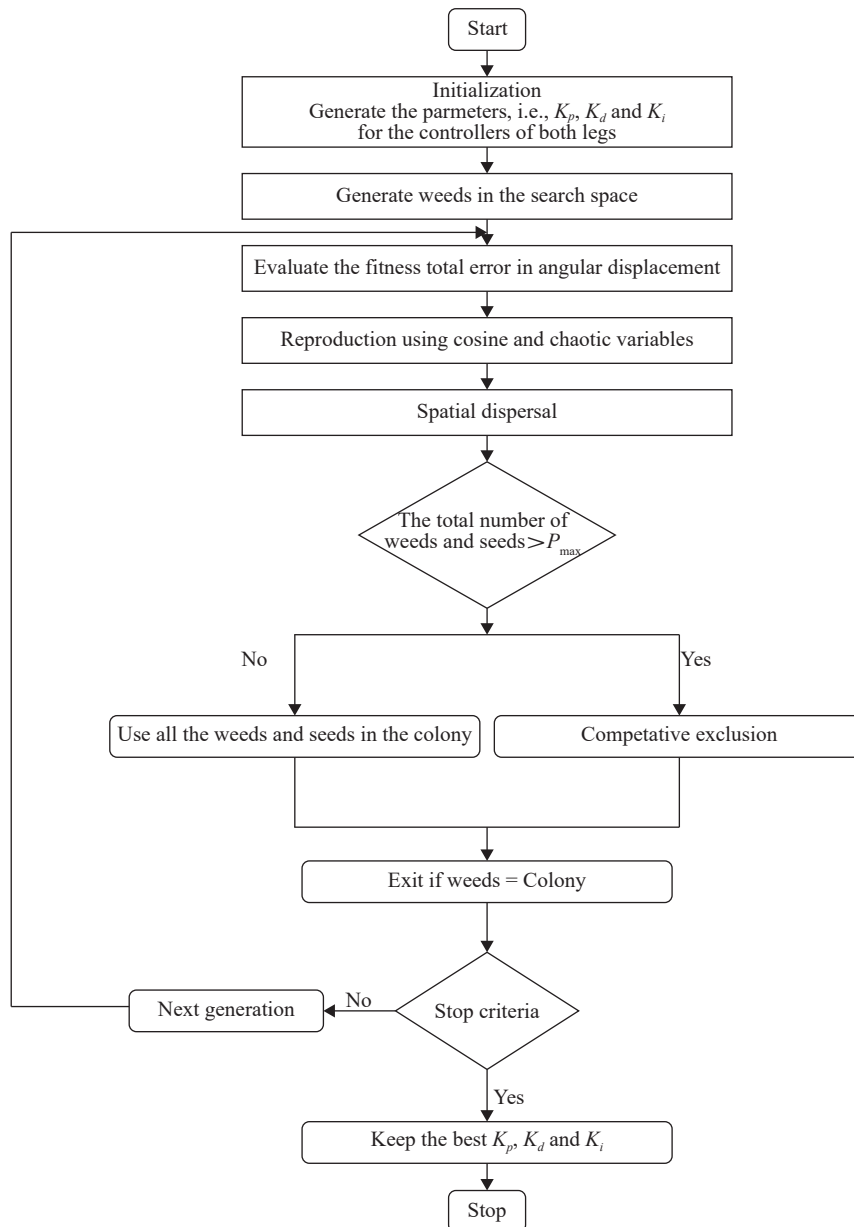 Start
Initialization
Generate the parmeters, i.e., Kp, Kd and Ki
for the controllers of both legs
Generate weeds in the search space
Evaluate the fitness total error in angular displacement
Reproduction using cosine and chaotic variables
Spatial dispersal
The total number of
weeds and seeds>Pmax
No
Yes
Use all the weeds and seeds in the colony
Competative exclusion
Exit if weeds = Colony
Next generation
No
Stop criteria
Yes
Keep the best Kp, Kd and Ki
Stop